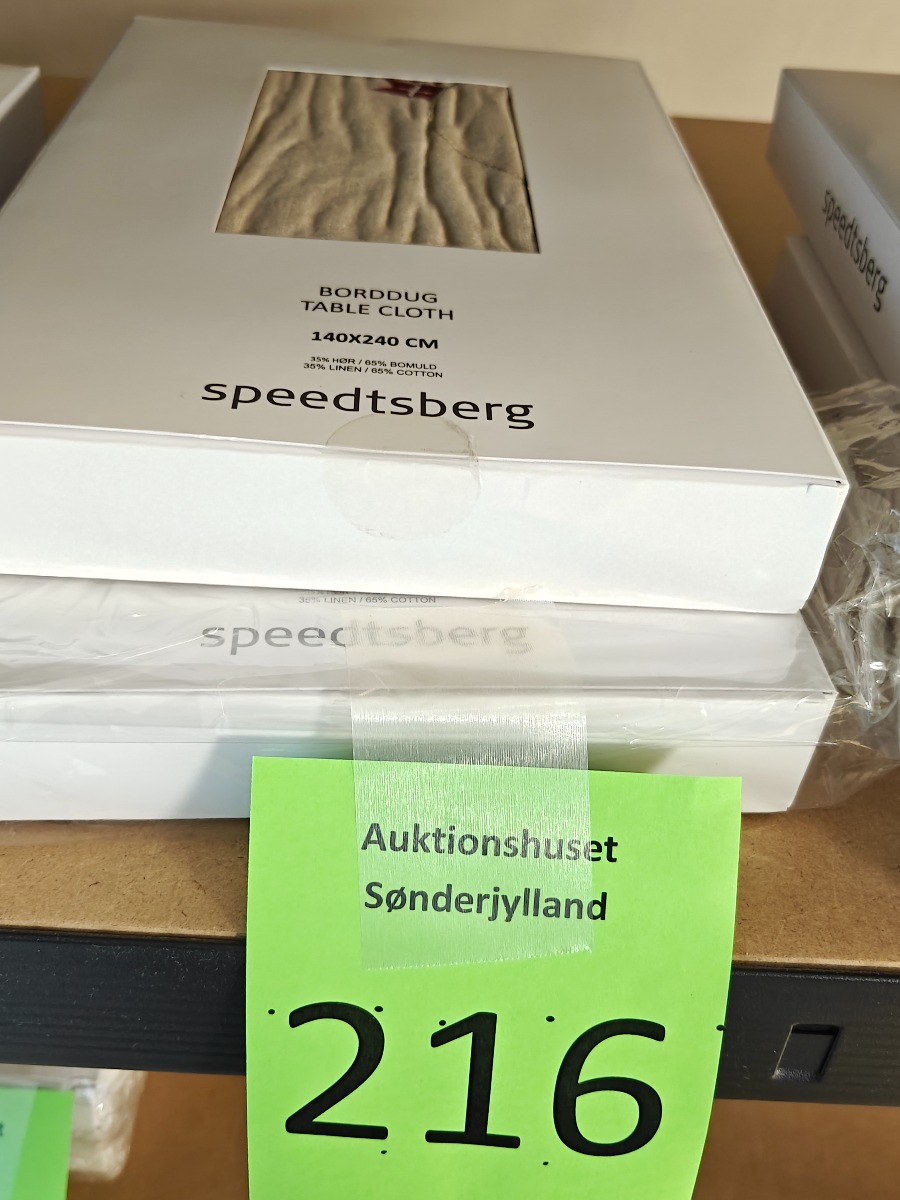 BORDDUG
TABLE CLOTH
140X240 CM
35% HØR / 65% BOMULD
35% LINEN / 65% COTTON
speedtsberg
speedtsberg
35% LINEN / 65% COTTON
speedtsberg
Auktionshuset
Sønderjylland
216